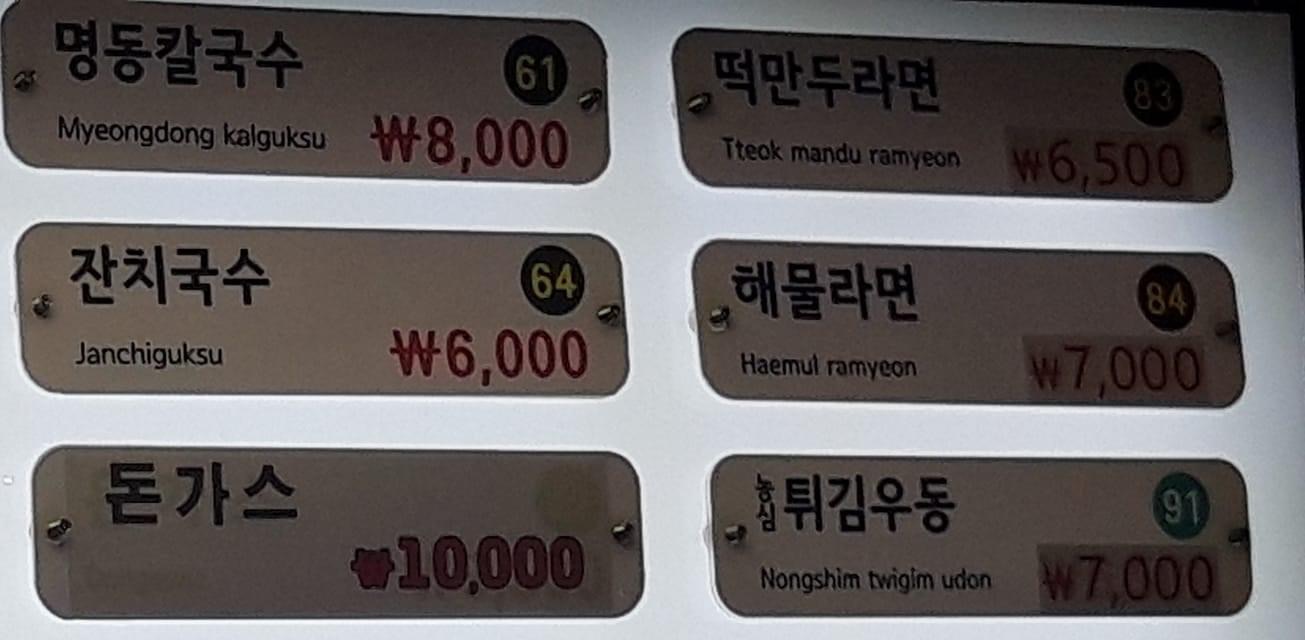 명동칼국수 61
Myeongdong kalguksu ₩8,000
떡만두라면 83
Tteok mandu ramyeon ₩6,500
잔치국수 64
Janchiguksu ₩6,000
해물라면 84
Haemul ramyeon ₩7,000
돈가스
₩10,000
농심 튀김우동 91
Nongshim twigim udon ₩7,000